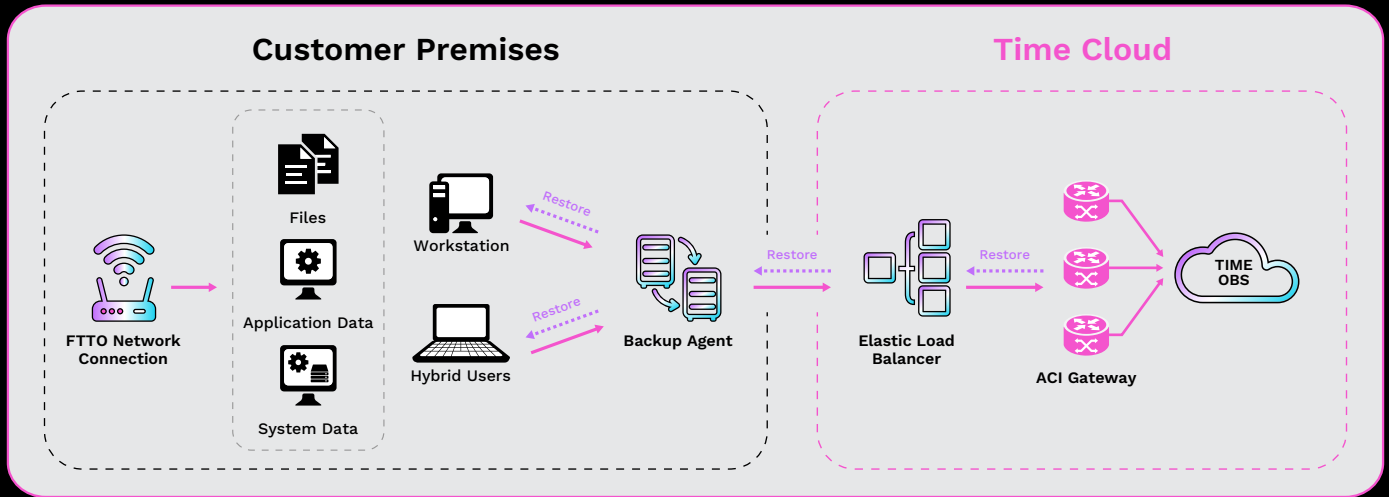 Customer Premises
Time Cloud
Files
Application Data
System Data
FTTO Network
Connection
Workstation
Restore
Hybrid Users
Restore
Backup Agent
Restore
Elastic Load
Balancer
Restore
ACI Gateway
TIME
OBS